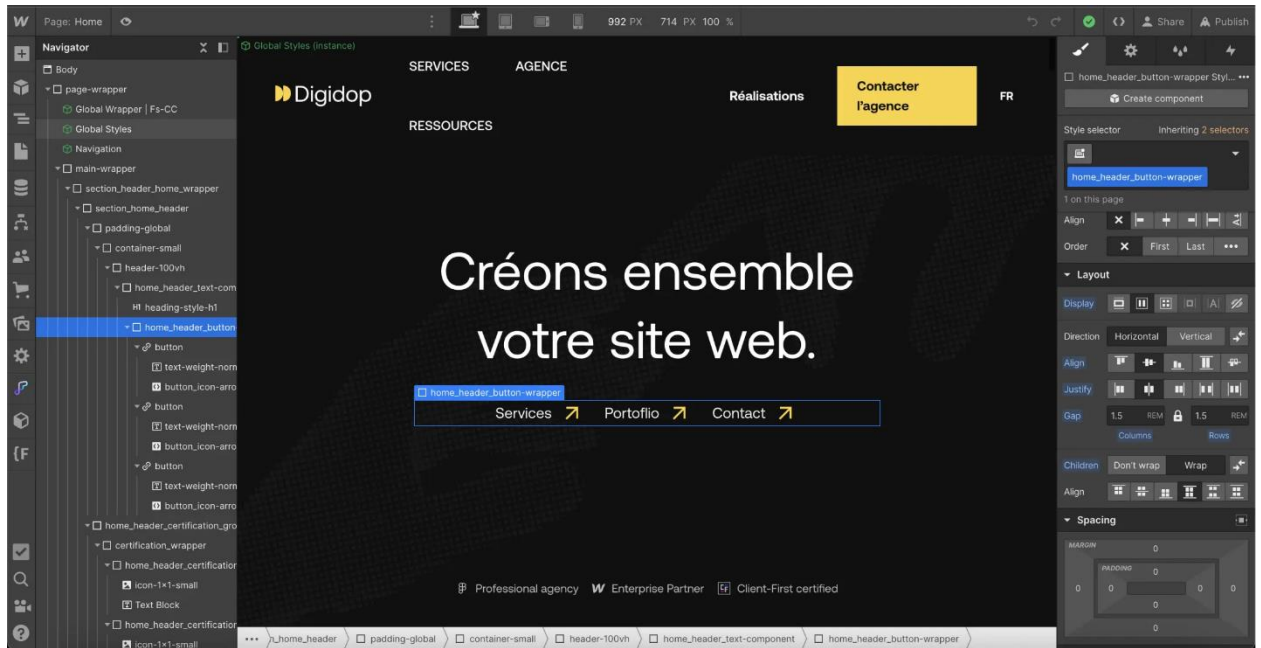 Page: Home
992 PX 714 PX 100 %
Share
Publish
Navigator
Body
page-wrapper
Global Wrapper | Fs-CC
Global Styles
Navigation
main-wrapper
section_header_home_wrapper
section_home_header
padding-global
container-small
header-100vh
home_header_text-com
H1 heading-style-h1
home_header_button
button
text-weight-norm
button_icon-arro
button
text-weight-norm
button_icon-arro
button
text-weight-norm
button_icon-arro
home_header_certification_gro
certification_wrapper
home_header_certification
icon-1×1-small
Text Block
home_header_certification
icon-1×1-small
Global Styles (instance)
SERVICES AGENCE
Digidop
Réalisations
Contacter
l'agence
FR
RESSOURCES
Créons ensemble
votre site web.
home_header_button-wrapper
Services Portoflio Contact
Professional agency W Enterprise Partner Client-First certified
n_home_header padding-global container-small header-100vh home_header_text-component home_header_button-wrapper
home_header_button-wrapper Styl... •••
Create component
Style selector Inheriting 2 selectors
home_header_button-wrapper
1 on this page
Align
Order First Last •••
Layout
Display
Direction Horizontal Vertical
Align
Justify
Gap 1.5 REM 1.5 REM
Columns Rows
Children Don't wrap Wrap
Align
Spacing
MARGIN 0
PADDING 0
0 0 0 0
0
0